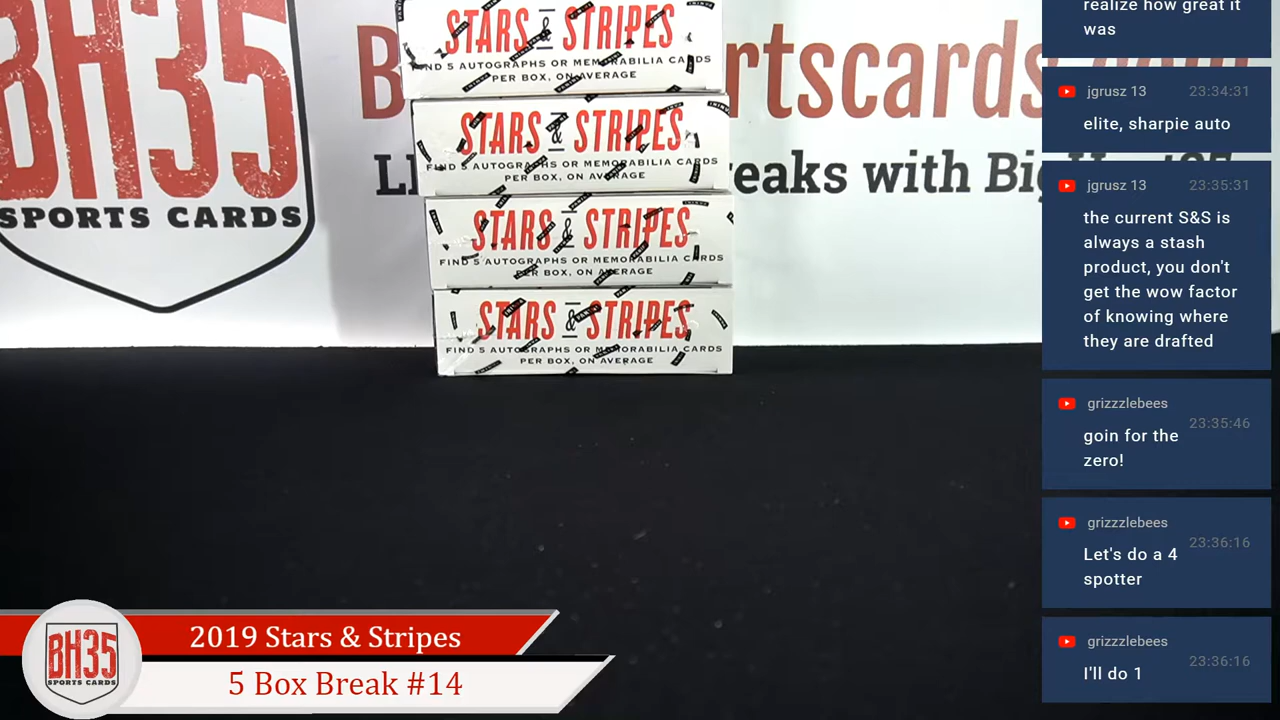 BH35
SPORTS CARDS
B rtscards
L eaks with Big
STARS & STRIPES
FIND 5 AUTOGRAPHS OR MEMORABILIA CARDS
PER BOX, ON AVERAGE
STARS & STRIPES
FIND 5 AUTOGRAPHS OR MEMORABILIA CARDS
PER BOX, ON AVERAGE
STARS & STRIPES
FIND 5 AUTOGRAPHS OR MEMORABILIA CARDS
PER BOX, ON AVERAGE
STARS & STRIPES
FIND 5 AUTOGRAPHS OR MEMORABILIA CARDS
PER BOX, ON AVERAGE
realize how great it
was
jgrusz 13 23:34:31
elite, sharpie auto
jgrusz 13 23:35:31
the current S&S is
always a stash
product, you don't
get the wow factor
of knowing where
they are drafted
grizzzlebees 23:35:46
goin for the
zero!
grizzzlebees 23:36:16
Let's do a 4
spotter
grizzzlebees 23:36:16
I'll do 1
BH35
SPORTS CARDS
2019 Stars & Stripes
5 Box Break #14